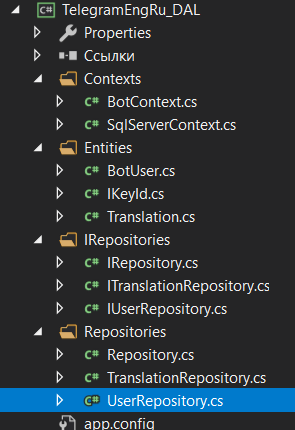 C# TelegramEngRu_DAL
Properties
Ссылки
Contexts
C# BotContext.cs
C# SqlServerContext.cs
Entities
C# BotUser.cs
C# IKeyId.cs
C# Translation.cs
IRepositories
C# IRepository.cs
C# ITranslationRepository.cs
C# IUserRepository.cs
Repositories
C# Repository.cs
C# TranslationRepository.cs
C# UserRepository.cs
app.config